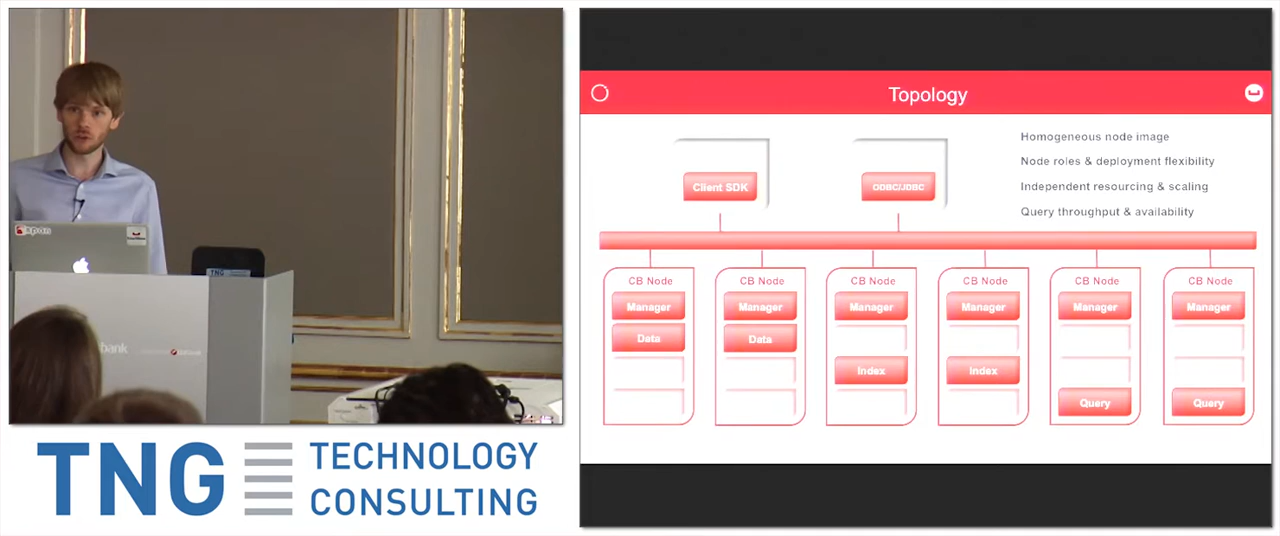 TNG
bank
TNG
TECHNOLOGY
CONSULTING
Topology
Client SDK
ODBC/JDBC
Homogeneous node image
Node roles & deployment flexibility
Independent resourcing & scaling
Query throughput & availability
CB Node
Manager
Data
CB Node
Manager
Data
CB Node
Manager
Index
CB Node
Manager
Index
CB Node
Manager
Query
CB Node
Manager
Query